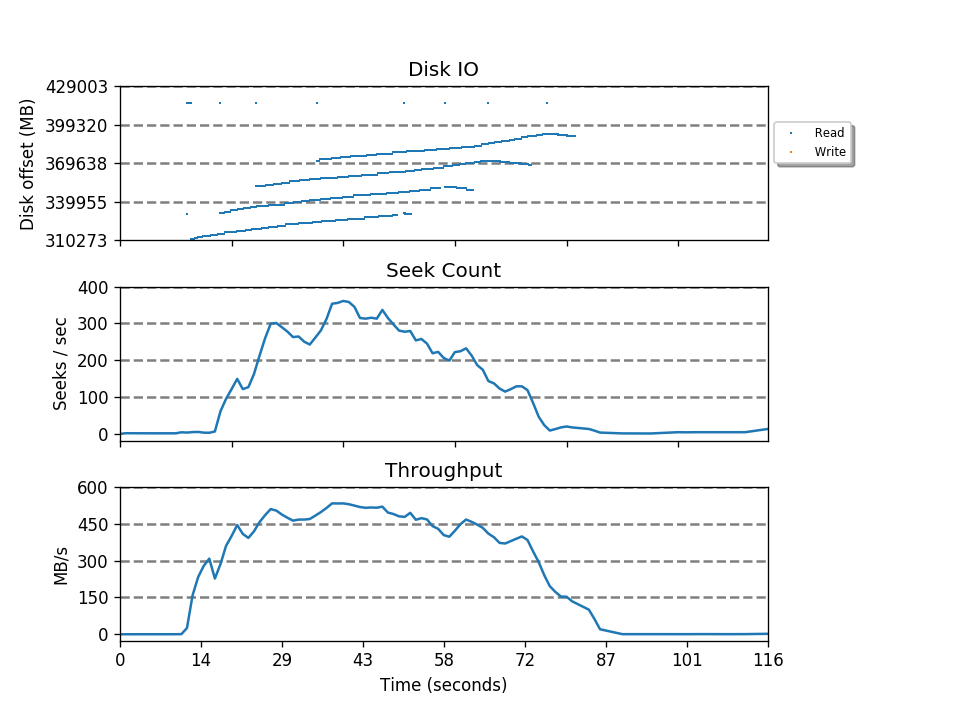 Disk IO
429003
399320
369638
339955
310273
Disk offset (MB)
Read
Write
Seek Count
400
300
200
100
0
Seeks / sec
Throughput
600
450
300
150
0
MB/s
0 14 29 43 58 72 87 101 116
Time (seconds)